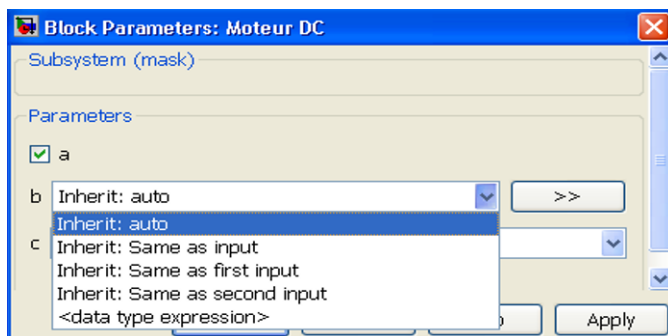 Block Parameters: Moteur DC
Subsystem (mask)
Parameters
a
b Inherit: auto >>
Inherit: auto
c
Inherit: Same as input
Inherit: Same as first input
Inherit: Same as second input
<data type expression>
Apply